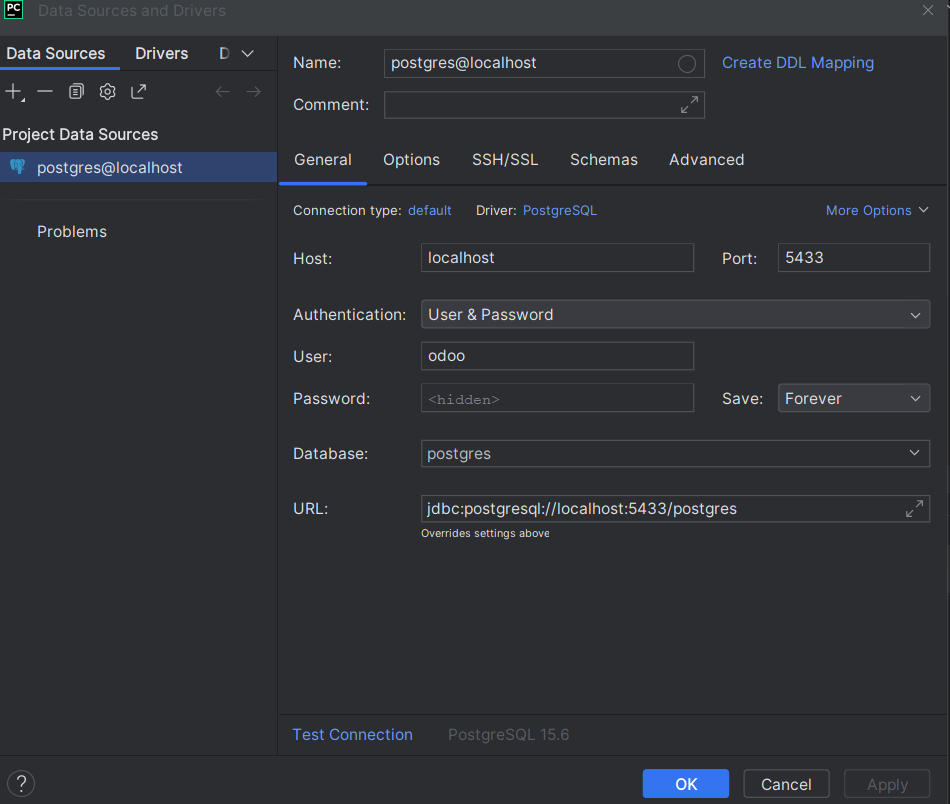 PC Data Sources and Drivers
Data Sources Drivers D
Name: postgres@localhost Create DDL Mapping
Comment:
Project Data Sources
postgres@localhost
Problems
General Options SSH/SSL Schemas Advanced
Connection type: default Driver: PostgreSQL More Options
Host: localhost Port: 5433
Authentication: User & Password
User: odoo
Password: <hidden> Save: Forever
Database: postgres
URL: jdbc:postgresql://localhost:5433/postgres
Overrides settings above
Test Connection PostgreSQL 15.6
? OK Cancel Apply